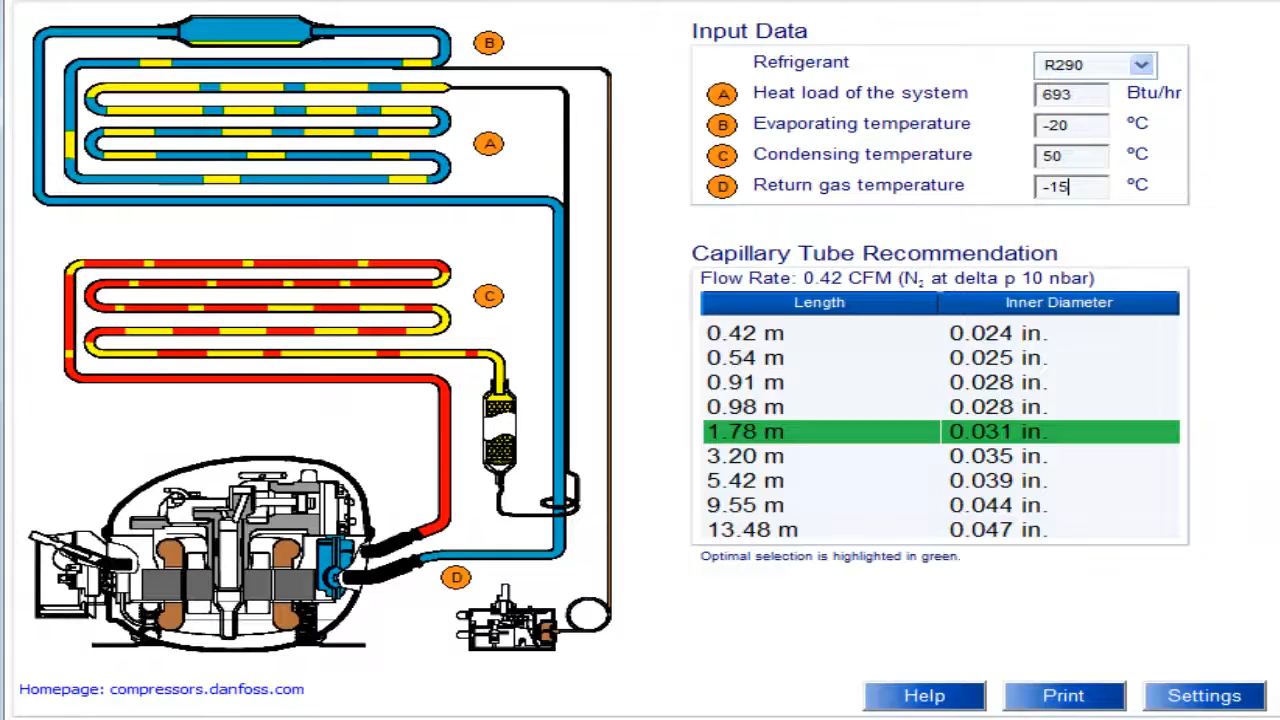 B
A
C
D
Homepage: compressors.danfoss.com
Input Data
Refrigerant R290
A Heat load of the system 693 Btu/hr
B Evaporating temperature -20 ºC
C Condensing temperature 50 ºC
D Return gas temperature -15 ºC
Capillary Tube Recommendation
Flow Rate: 0.42 CFM (N₂ at delta p 10 nbar)
Length Inner Diameter
0.42 m 0.024 in.
0.54 m 0.025 in.
0.91 m 0.028 in.
0.98 m 0.028 in.
1.78 m 0.031 in.
3.20 m 0.035 in.
5.42 m 0.039 in.
9.55 m 0.044 in.
13.48 m 0.047 in.
Optimal selection is highlighted in green.
Help Print Settings